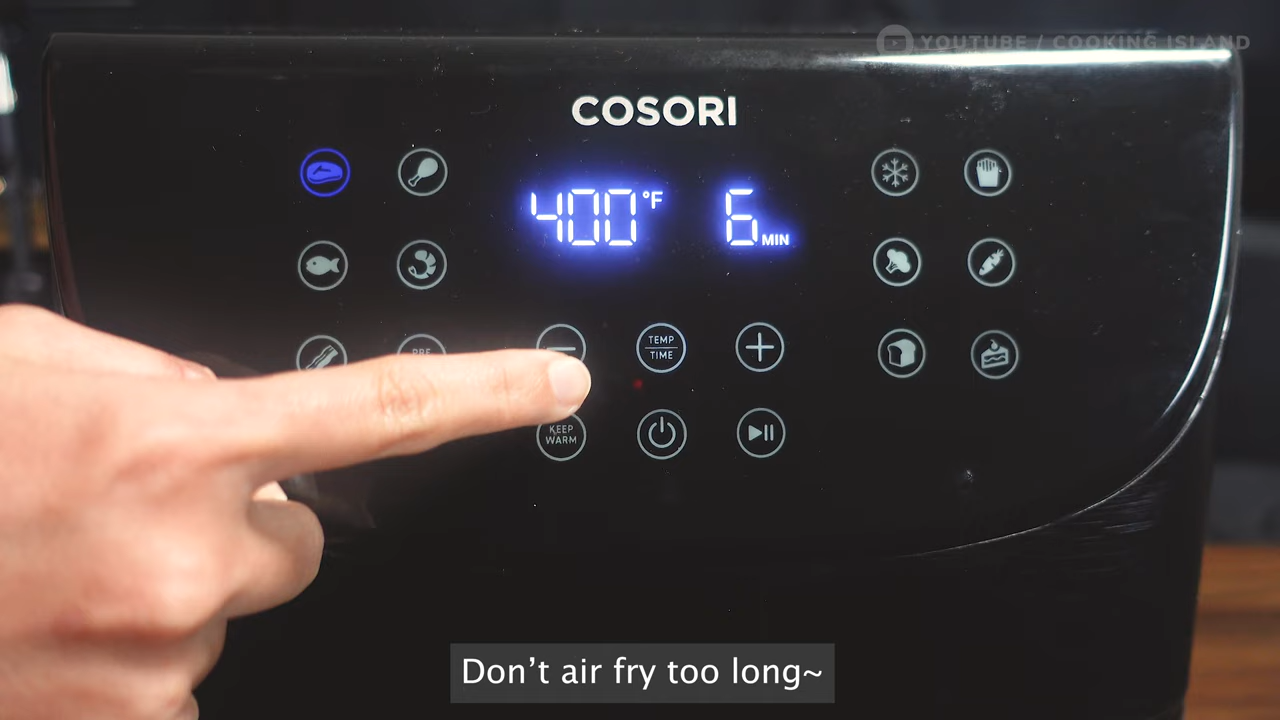 YOUTUBE / COOKING ISLAND
COSORI
400 °F 6 MIN
TEMP
TIME
KEEP
WARM
Don't air fry too long~